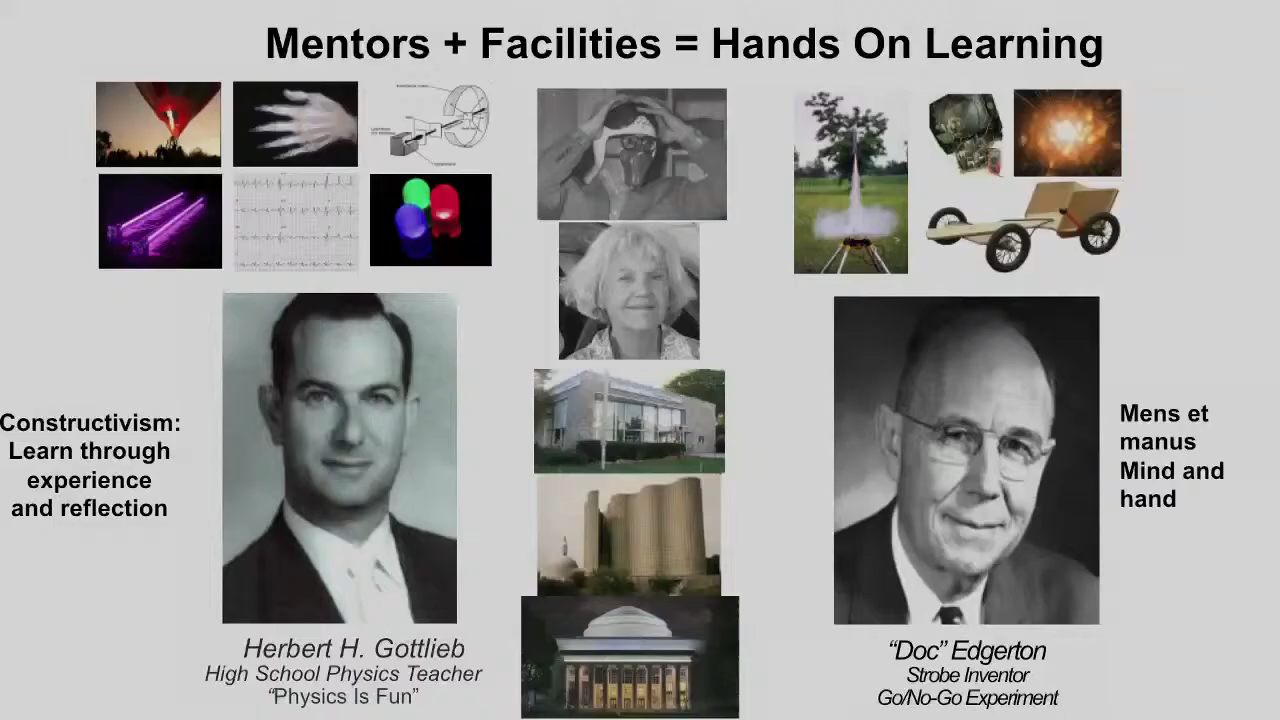 Mentors + Facilities = Hands On Learning
Constructivism:
Learn through
experience
and reflection
Mens et
manus
Mind and
hand
Herbert H. Gottlieb
High School Physics Teacher
“Physics Is Fun”
“Doc” Edgerton
Strobe Inventor
Go/No-Go Experiment